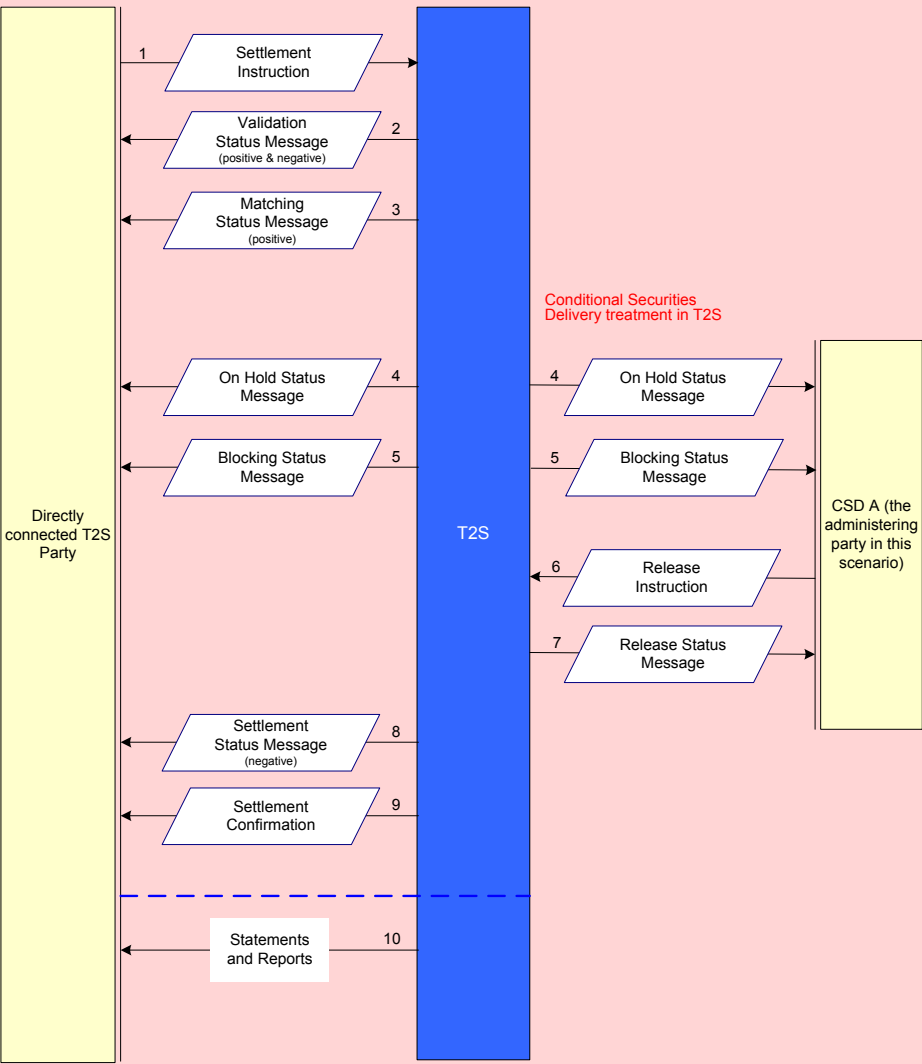 1
Settlement
Instruction
Validation
Status Message
(positive & negative)
2
Matching
Status Message
(positive)
3
Conditional Securities
Delivery treatment in T2S
On Hold Status
Message
4
4
On Hold Status
Message
Blocking Status
Message
5
5
Blocking Status
Message
Directly
connected T2S
Party
T2S
CSD A (the
administering
party in this
scenario)
6
Release
Instruction
7
Release Status
Message
Settlement
Status Message
(negative)
8
Settlement
Confirmation
9
Statements
and Reports
10